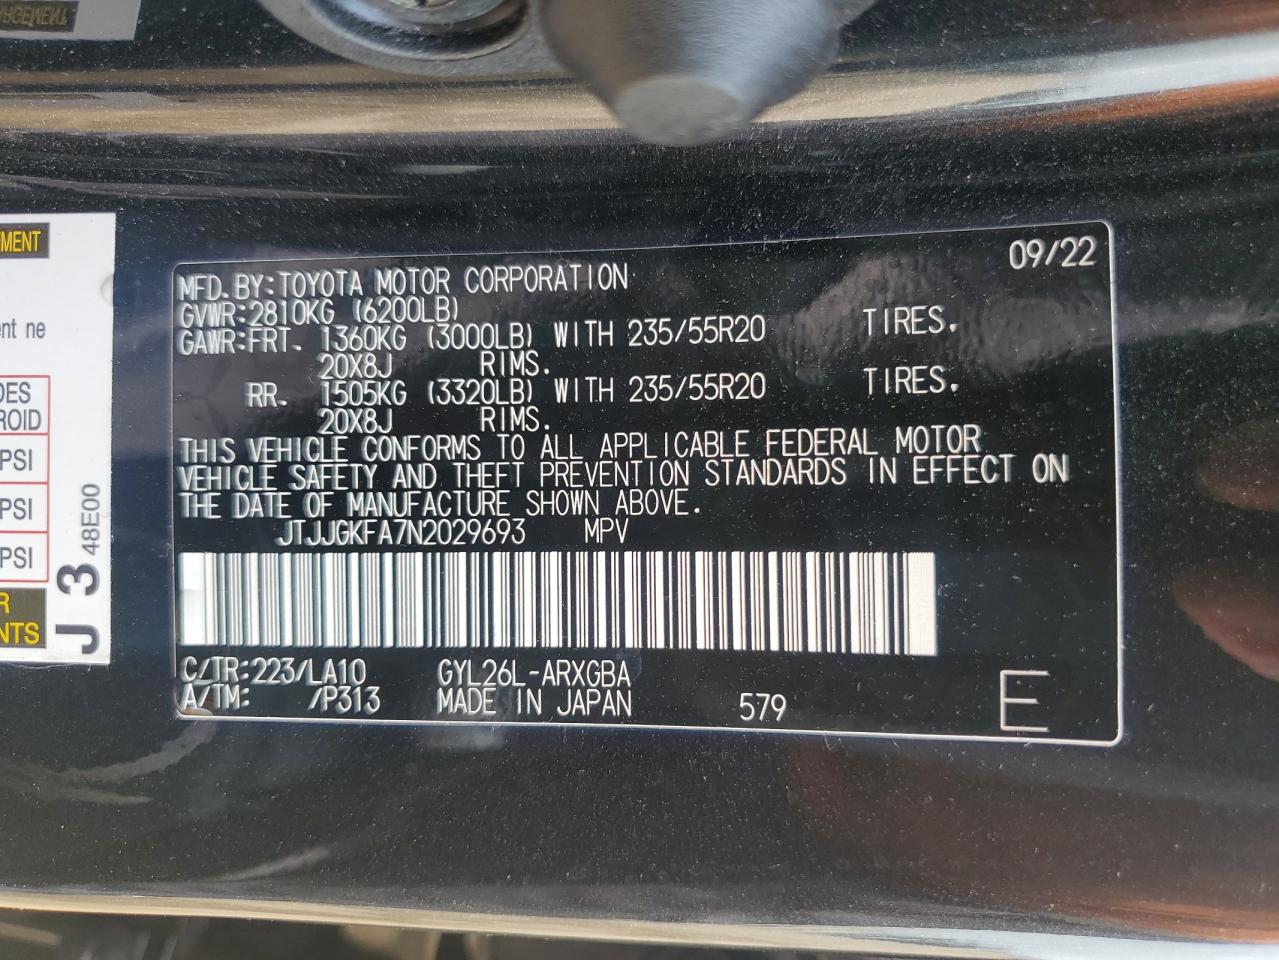 AGEMENT
MENT
ent ne
DES
ROID
PSI
PSI
PSI
R
NTS
J 3 48E00
09/22
MFD. BY:TOYOTA MOTOR CORPORATION
GVWR:2810KG (6200LB)
GAWR:FRT. 1360KG (3000LB) WITH 235/55R20 TIRES.
20X8J RIMS.
RR. 1505KG (3320LB) WITH 235/55R20 TIRES.
20X8J RIMS.
THIS VEHICLE CONFORMS TO ALL APPLICABLE FEDERAL MOTOR
VEHICLE SAFETY AND THEFT PREVENTION STANDARDS IN EFFECT ON
THE DATE OF MANUFACTURE SHOWN ABOVE.
JTJJGKFA7N2029693 MPV
C/TR:223/LA10 GYL26L-ARXGBA
A/TM: /P313 MADE IN JAPAN 579 E